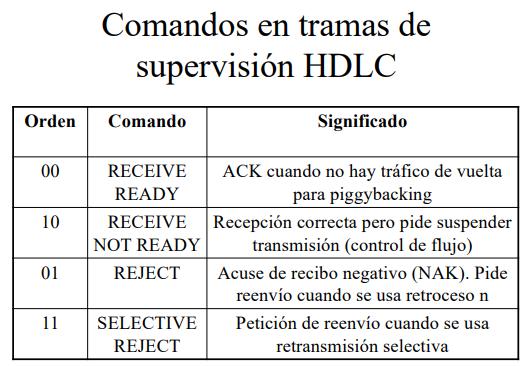 Comandos en tramas de
supervisión HDLC
Orden Comando Significado
00 RECEIVE READY ACK cuando no hay tráfico de vuelta para piggybacking
10 RECEIVE NOT READY Recepción correcta pero pide suspender transmisión (control de flujo)
01 REJECT Acuse de recibo negativo (NAK). Pide reenvío cuando se usa retroceso n
11 SELECTIVE REJECT Petición de reenvío cuando se usa retransmisión selectiva